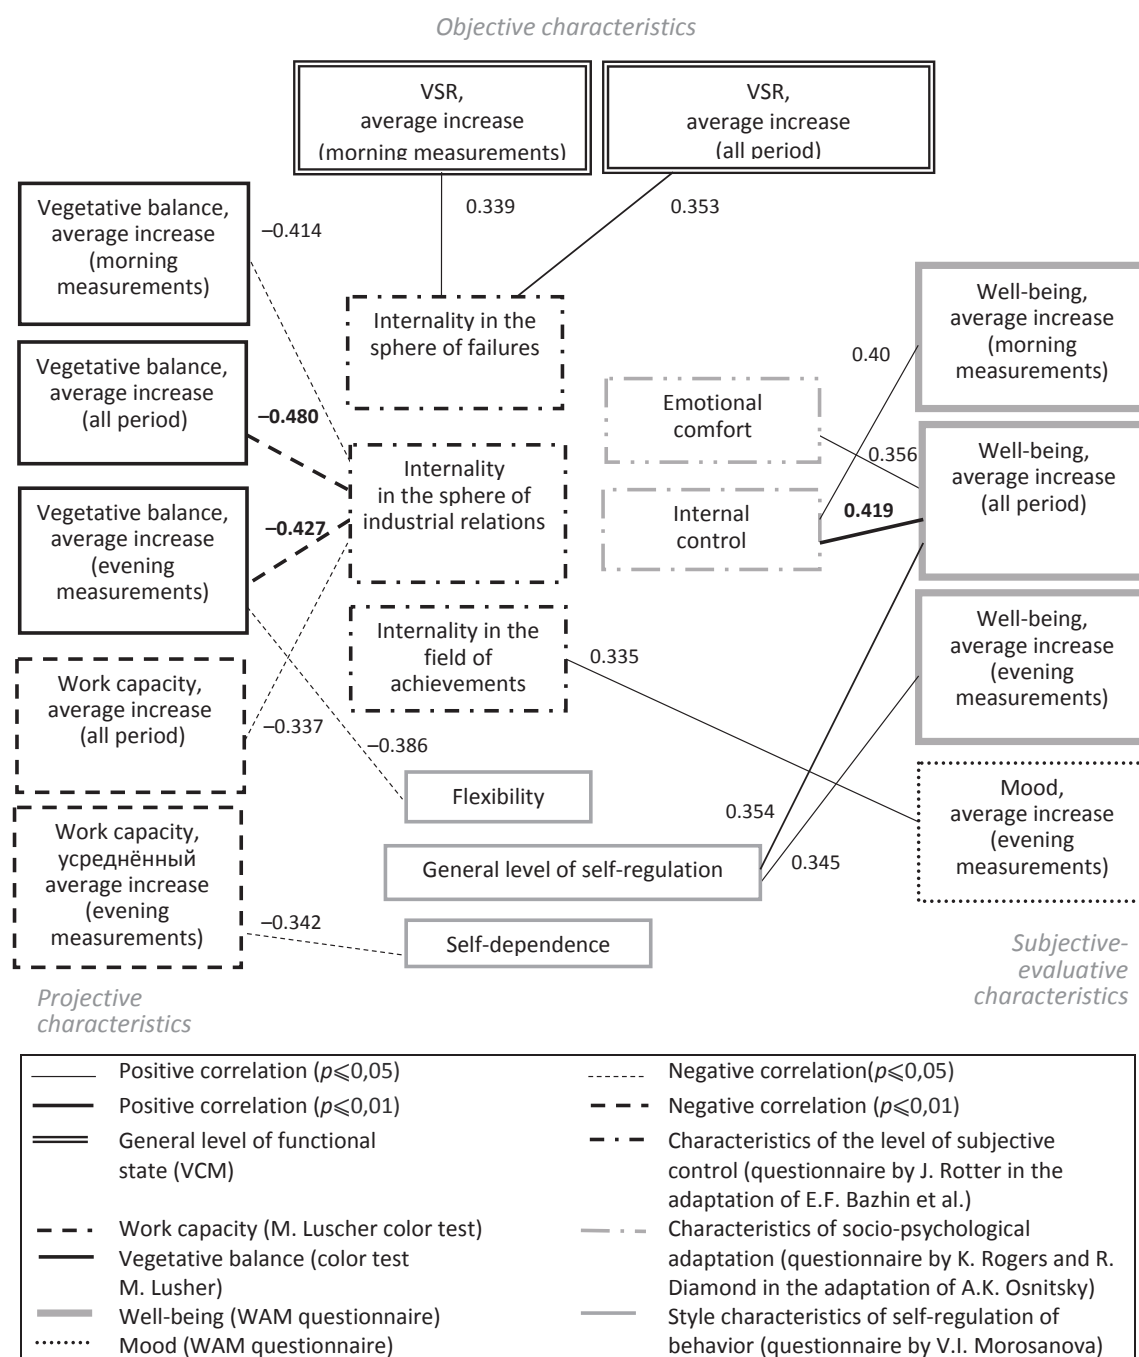 Objective characteristics
VSR,
average increase
(morning measurements)
VSR,
average increase
(all period)
0.339
0.353
Vegetative balance,
average increase
(morning
measurements)
–0.414
Vegetative balance,
average increase
(all period)
–0.480
Vegetative balance,
average increase
(evening
measurements)
–0.427
Work capacity,
average increase
(all period)
–0.337
–0.386
Work capacity,
усреднённый
average increase
(evening
measurements)
–0.342
Projective
characteristics
Internality in the
sphere of failures
Internality
in the sphere of
industrial relations
Internality in the
field of
achievements
0.335
Flexibility
General level of self-regulation
Self-dependence
Emotional
comfort
Internal
control
0.40
0.356
0.419
0.354
0.345
Well-being,
average increase
(morning
measurements)
Well-being,
average increase
(all period)
Well-being,
average increase
(evening
measurements)
Mood,
average increase
(evening
measurements)
Subjective-
evaluative
characteristics
Positive correlation (p⩽0,05)
Positive correlation (p⩽0,01)
General level of functional
state (VCM)
Work capacity (M. Luscher color test)
Vegetative balance (color test
M. Lusher)
Well-being (WAM questionnaire)
Mood (WAM questionnaire)
Negative correlation(p⩽0,05)
Negative correlation (p⩽0,01)
Characteristics of the level of subjective
control (questionnaire by J. Rotter in the
adaptation of E.F. Bazhin et al.)
Characteristics of socio-psychological
adaptation (questionnaire by K. Rogers and R.
Diamond in the adaptation of A.K. Osnitsky)
Style characteristics of self-regulation of
behavior (questionnaire by V.I. Morosanova)